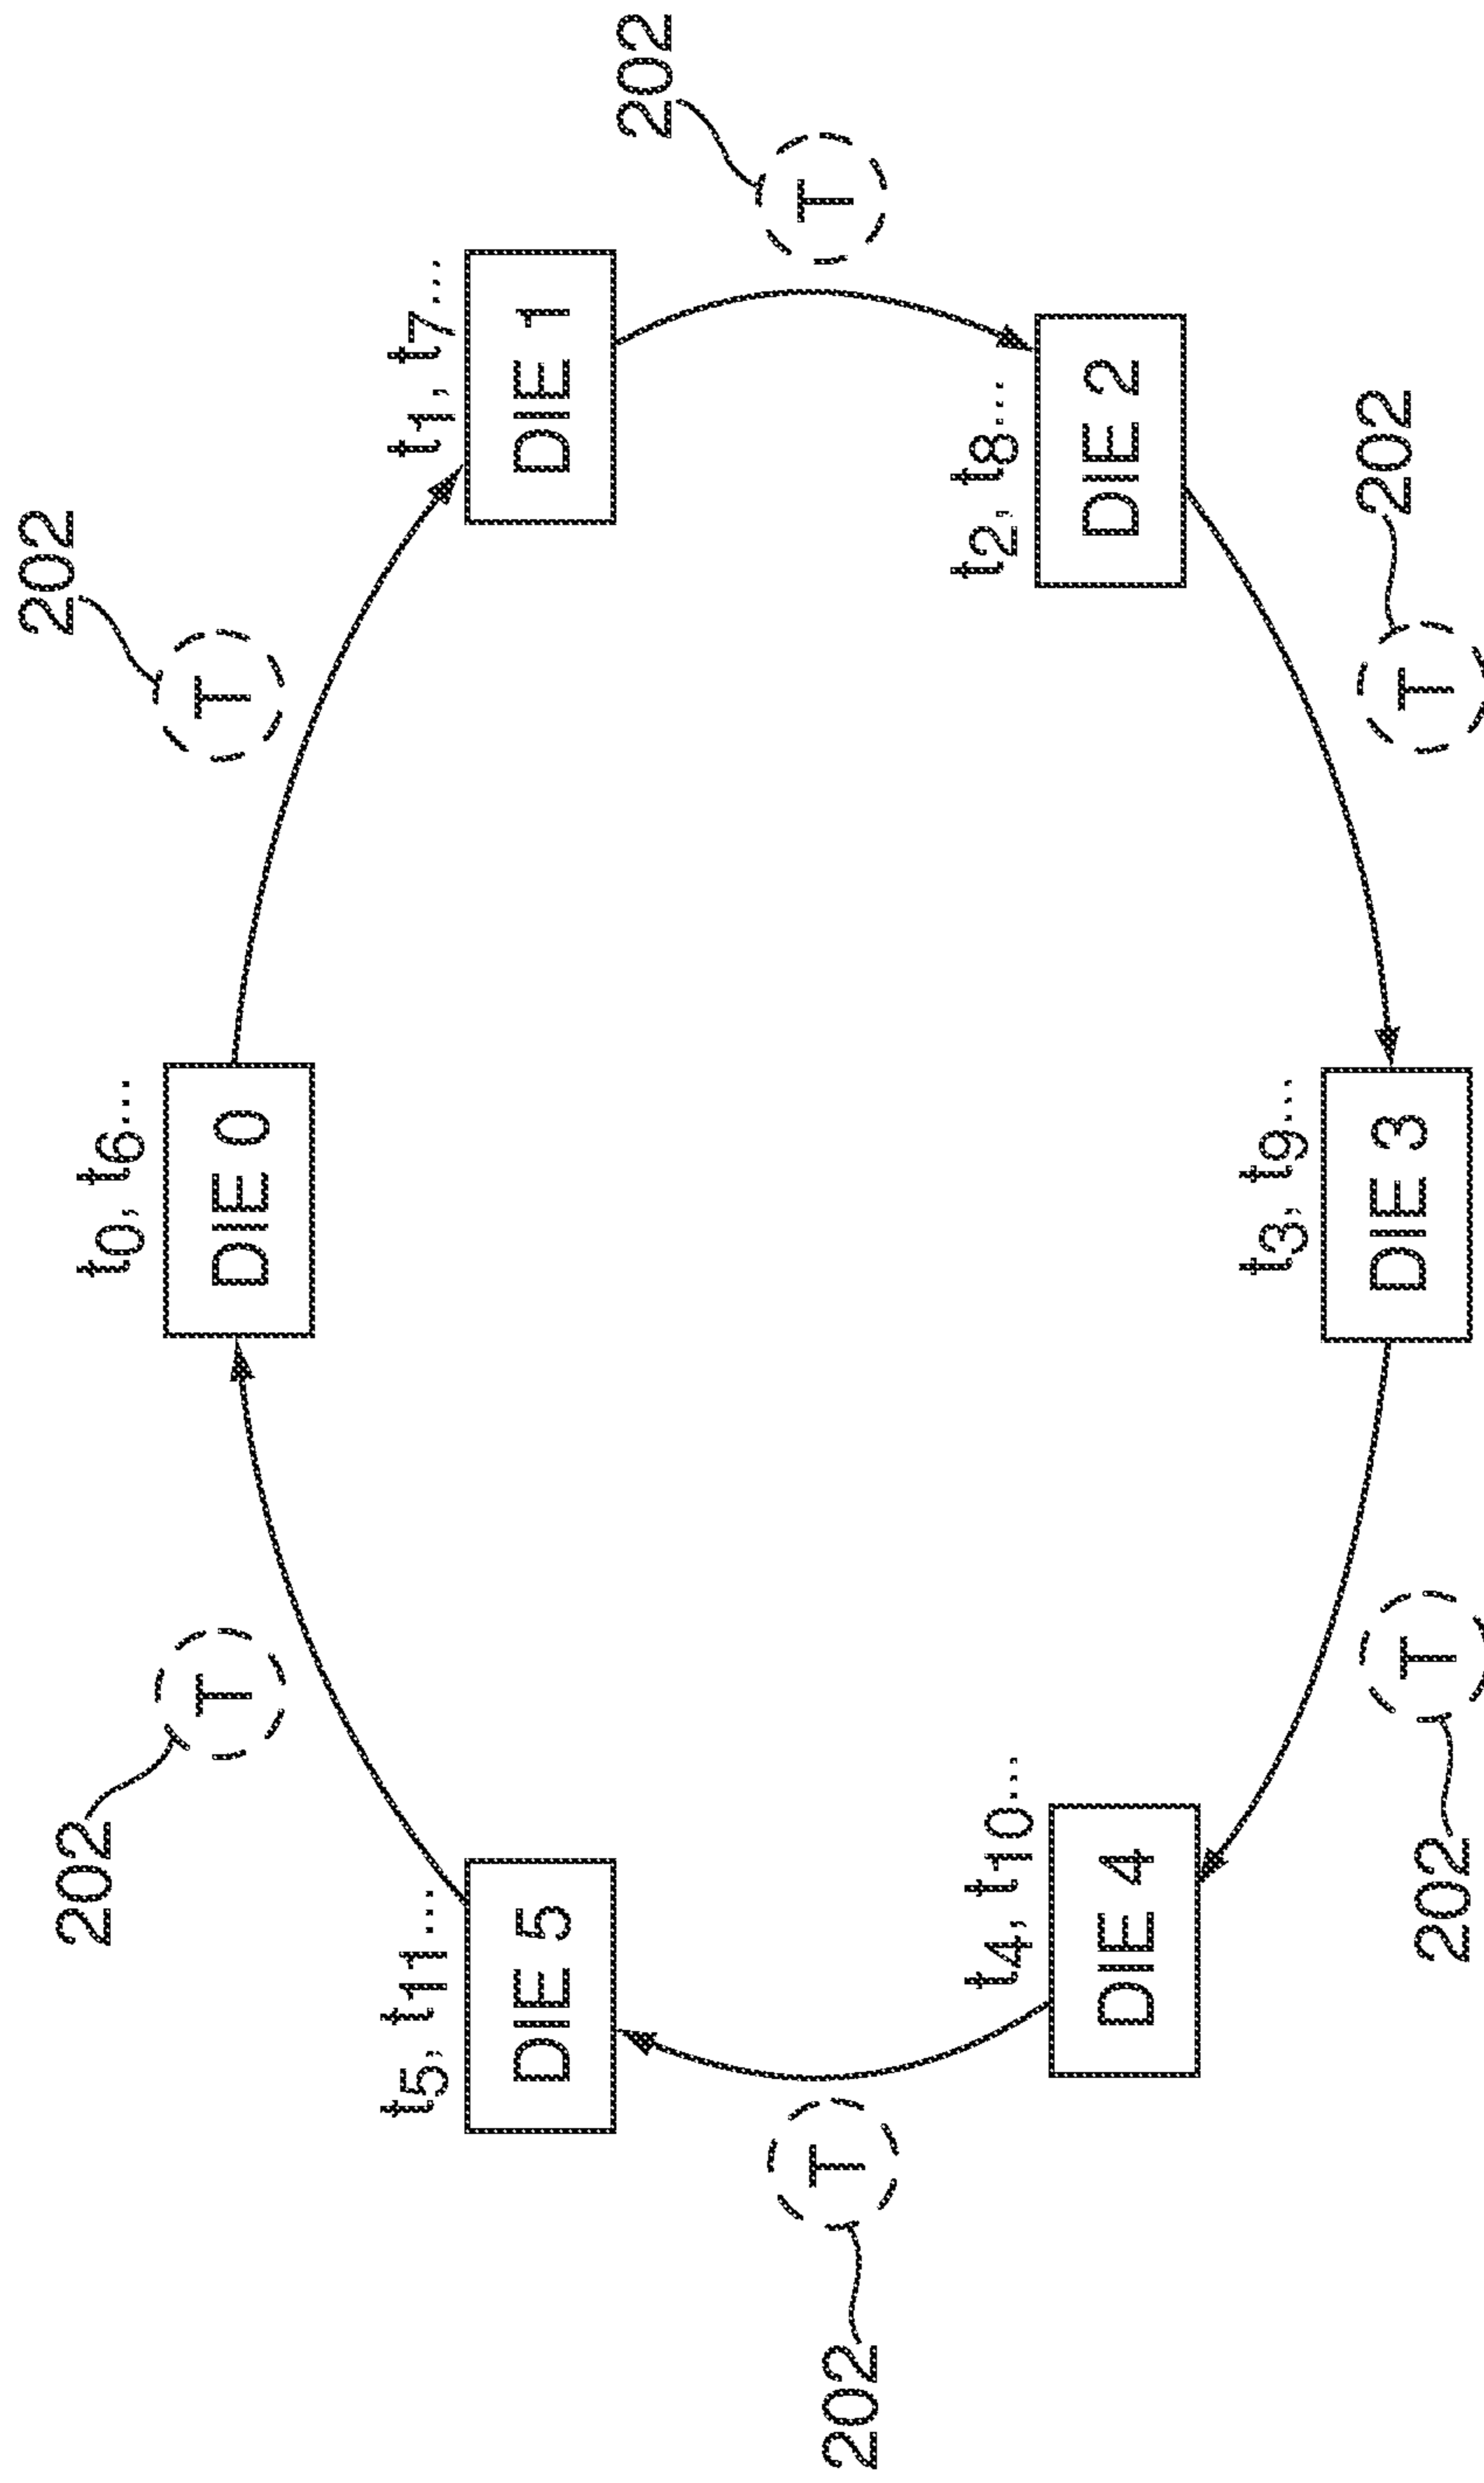 202
202
t0, t6...
DIE 0
T
T
t5, t11...
DIE 5
t1, t7...
DIE 1
202
202
T
T
t4, t10...
DIE 4
t2, t8...
DIE 2
t3, t9...
DIE 3
T
T
202
202